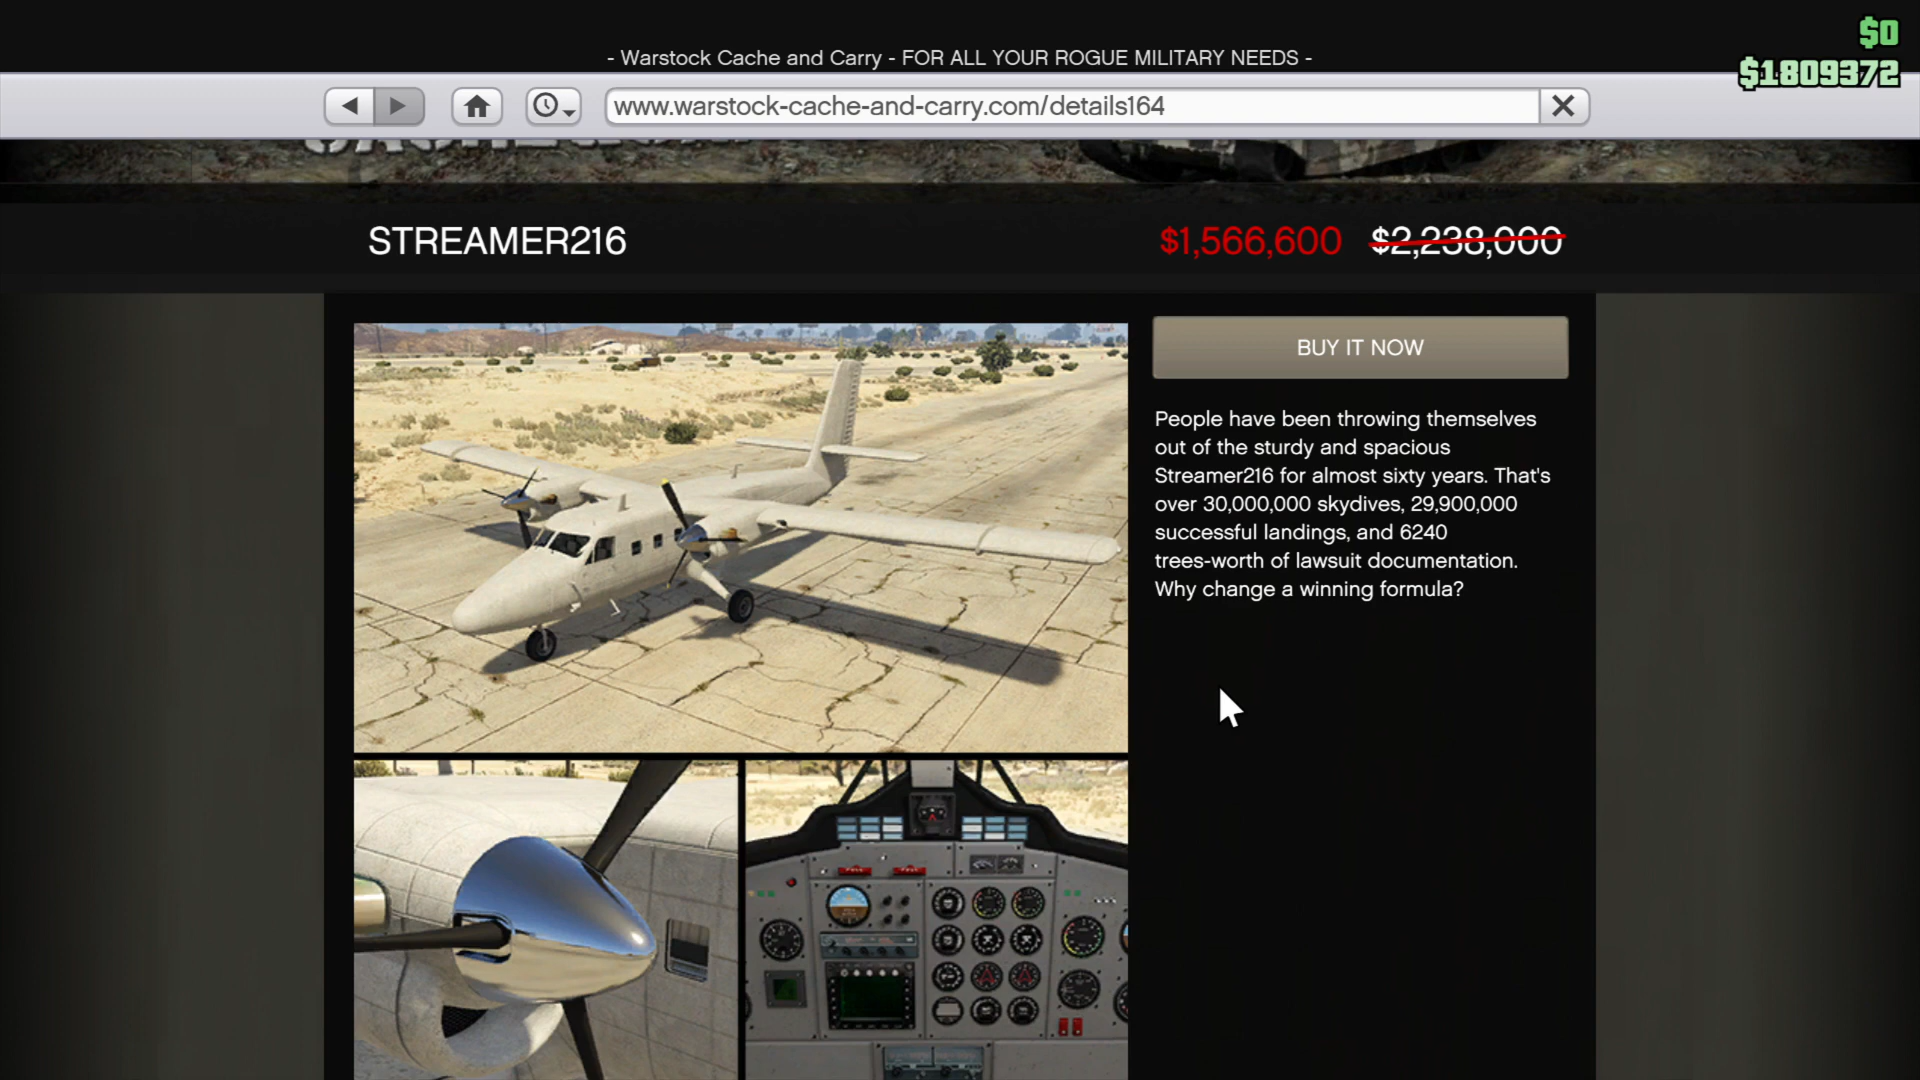 $0
- Warstock Cache and Carry - FOR ALL YOUR ROGUE MILITARY NEEDS -
$1809372
www.warstock-cache-and-carry.com/details164
STREAMER216
$1,566,600 $2,238,000
BUY IT NOW
People have been throwing themselves
out of the sturdy and spacious
Streamer216 for almost sixty years. That's
over 30,000,000 skydives, 29,900,000
successful landings, and 6240
trees-worth of lawsuit documentation.
Why change a winning formula?